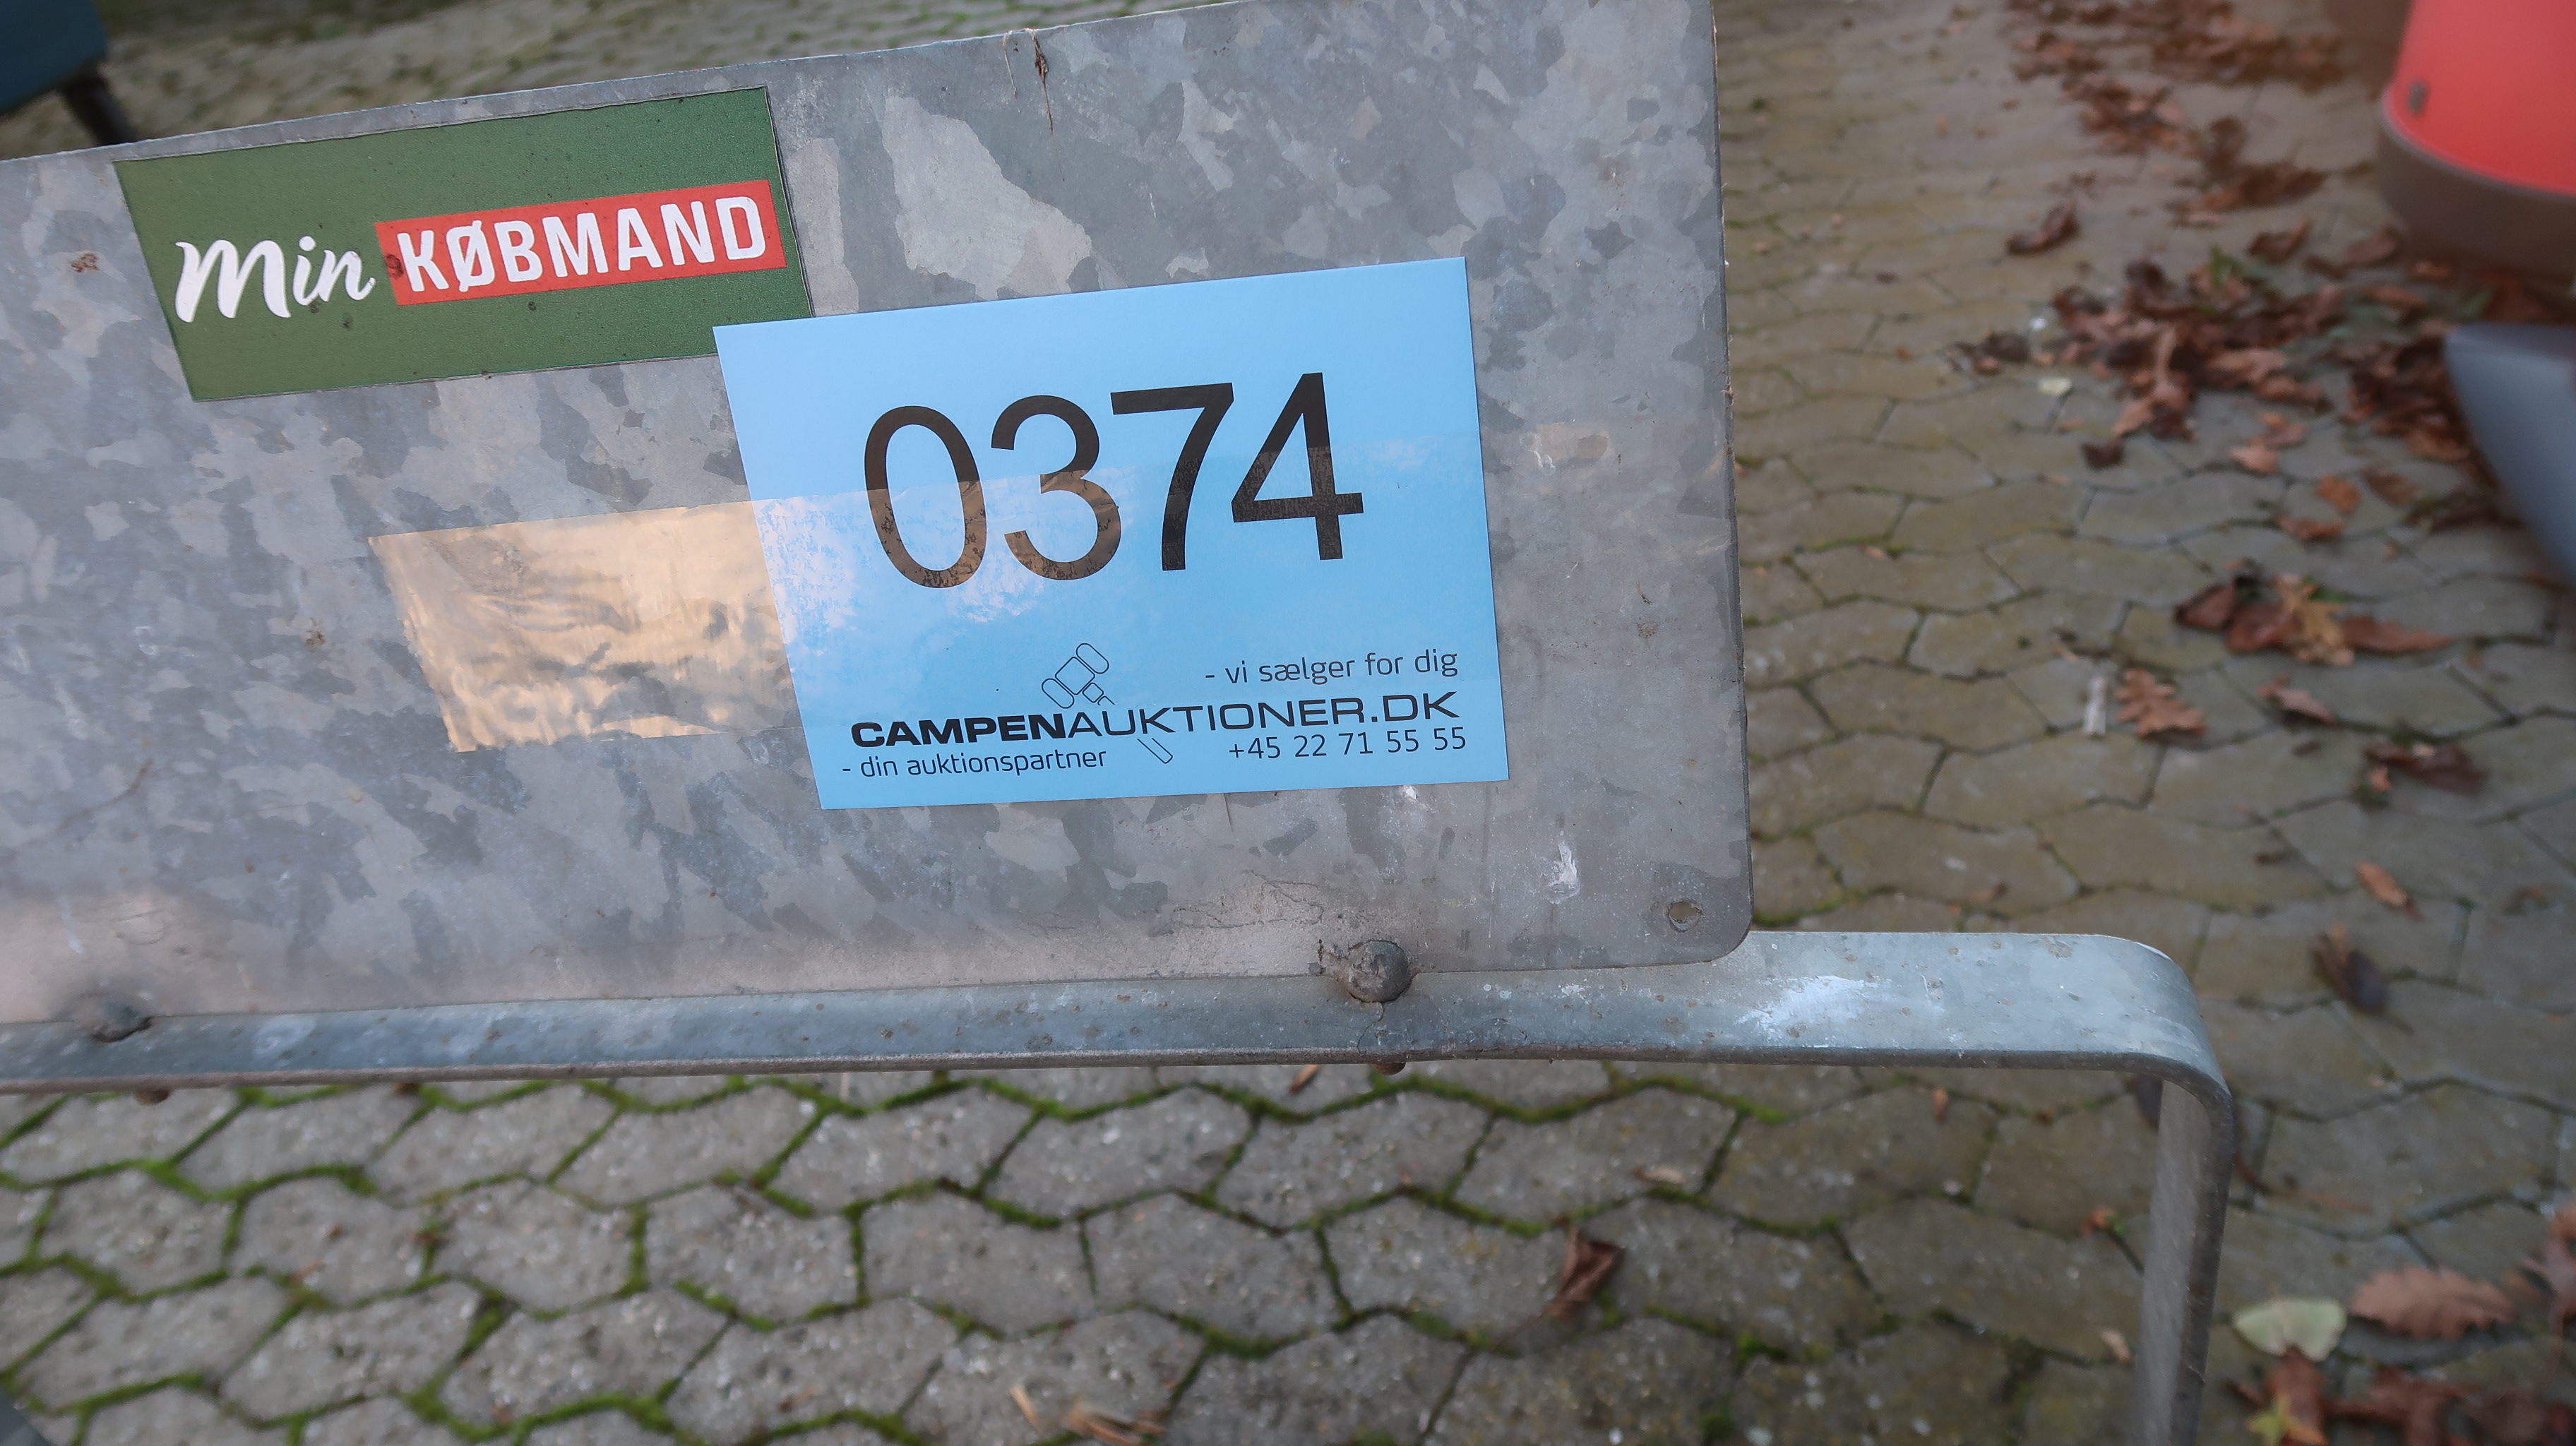 Min KØBMAND
0374
- vi sælger for dig
CAMPENAUKTIONER.DK
- din auktionspartner
+45 22 71 55 55